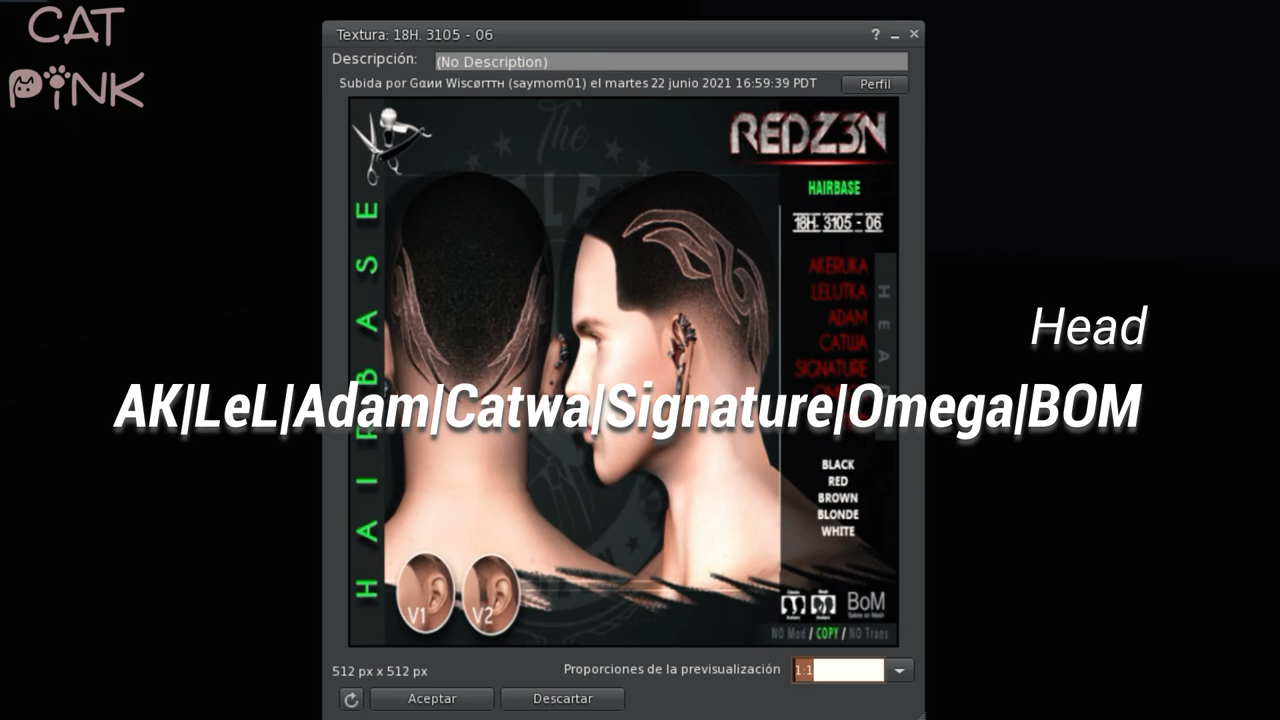 CAT
PINK
Textura: 18H. 3105 - 06
Descripción: (No Description)
Subida por Gαιιι Wiscørттн (saymom01) el martes 22 junio 2021 16:59:39 PDT
Perfil
HAIRBASE
The
REDZ3N
HAIRBASE
18H. 3105 - 06
AKERUKA
LELUTKA
ADAM
CATWA
SIGNATURE
HEAD
Head
AK|LeL|Adam|Catwa|Signature|Omega|BOM
BLACK
RED
BROWN
BLONDE
WHITE
V1
V2
BoM
NO Mod / COPY / NO Trans
512 px x 512 px
Proporciones de la previsualización
1:1
Aceptar
Descartar